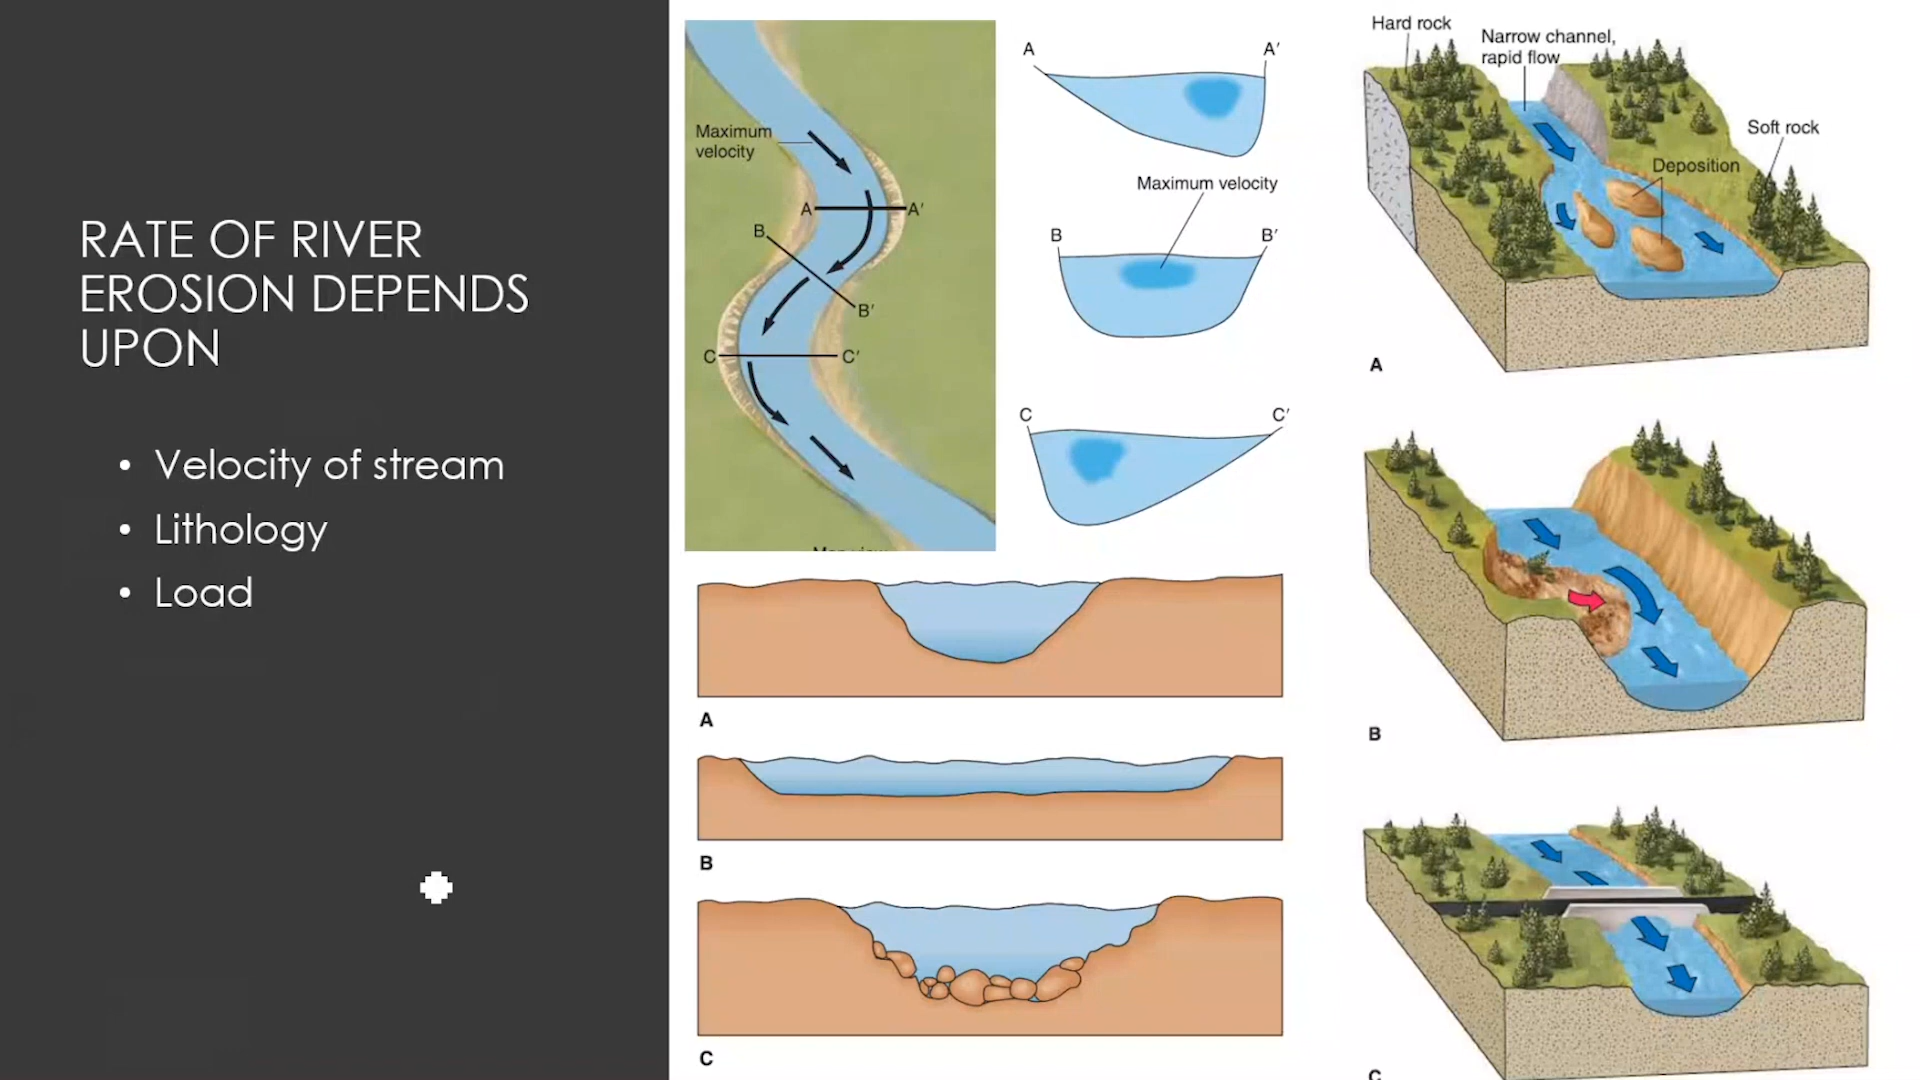 RATE OF RIVER
EROSION DEPENDS
UPON
• Velocity of stream
• Lithology
• Load
Maximum
velocity
A
A'
B
B'
C
C'
A
A'
Maximum velocity
B
B'
C
C'
A
B
C
Hard rock
Narrow channel,
rapid flow
Soft rock
Deposition
A
B
C